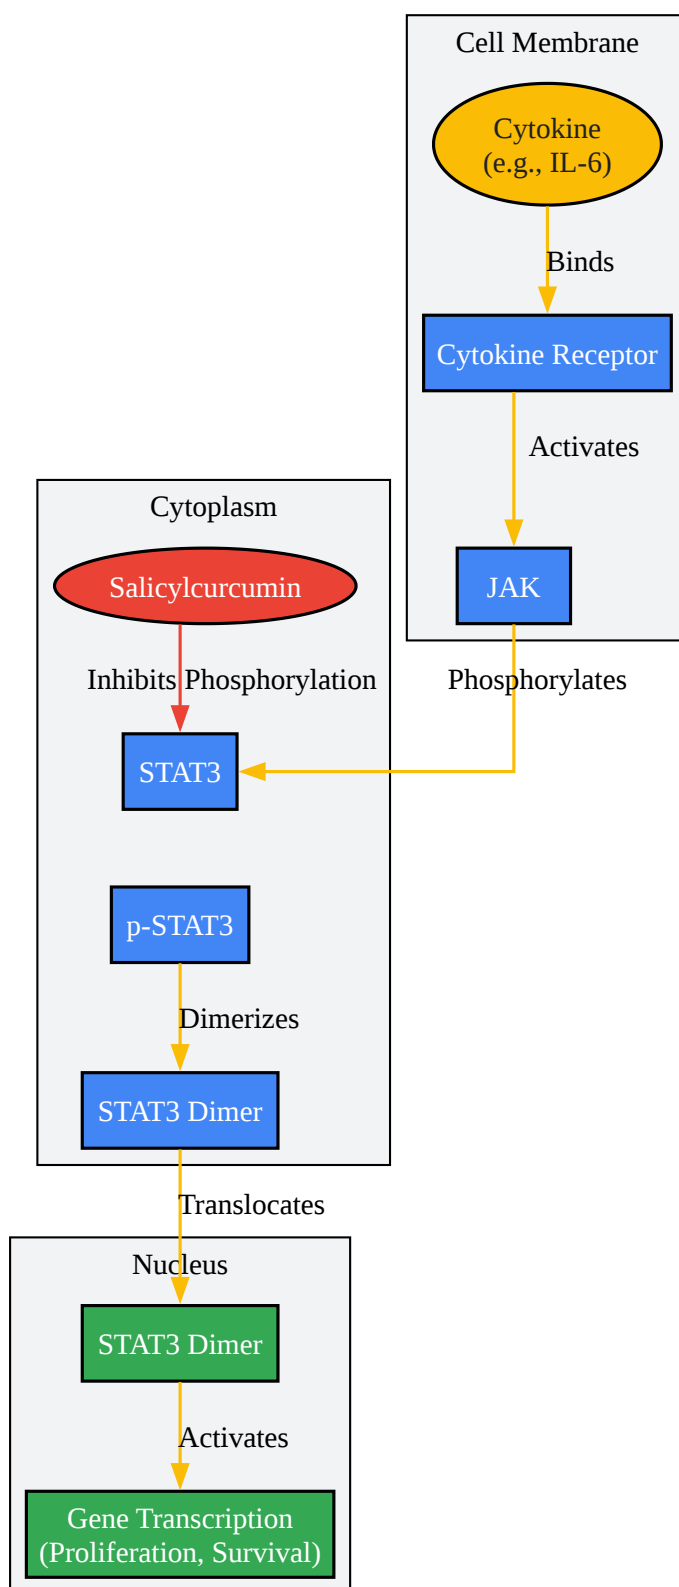 Cell Membrane
Cytokine
(e.g., IL-6)
Binds
Cytokine Receptor
Activates
JAK
Phosphorylates
Cytoplasm
Salicylcurcumin
Inhibits Phosphorylation
STAT3
p-STAT3
Dimerizes
STAT3 Dimer
Translocates
Nucleus
STAT3 Dimer
Activates
Gene Transcription
(Proliferation, Survival)